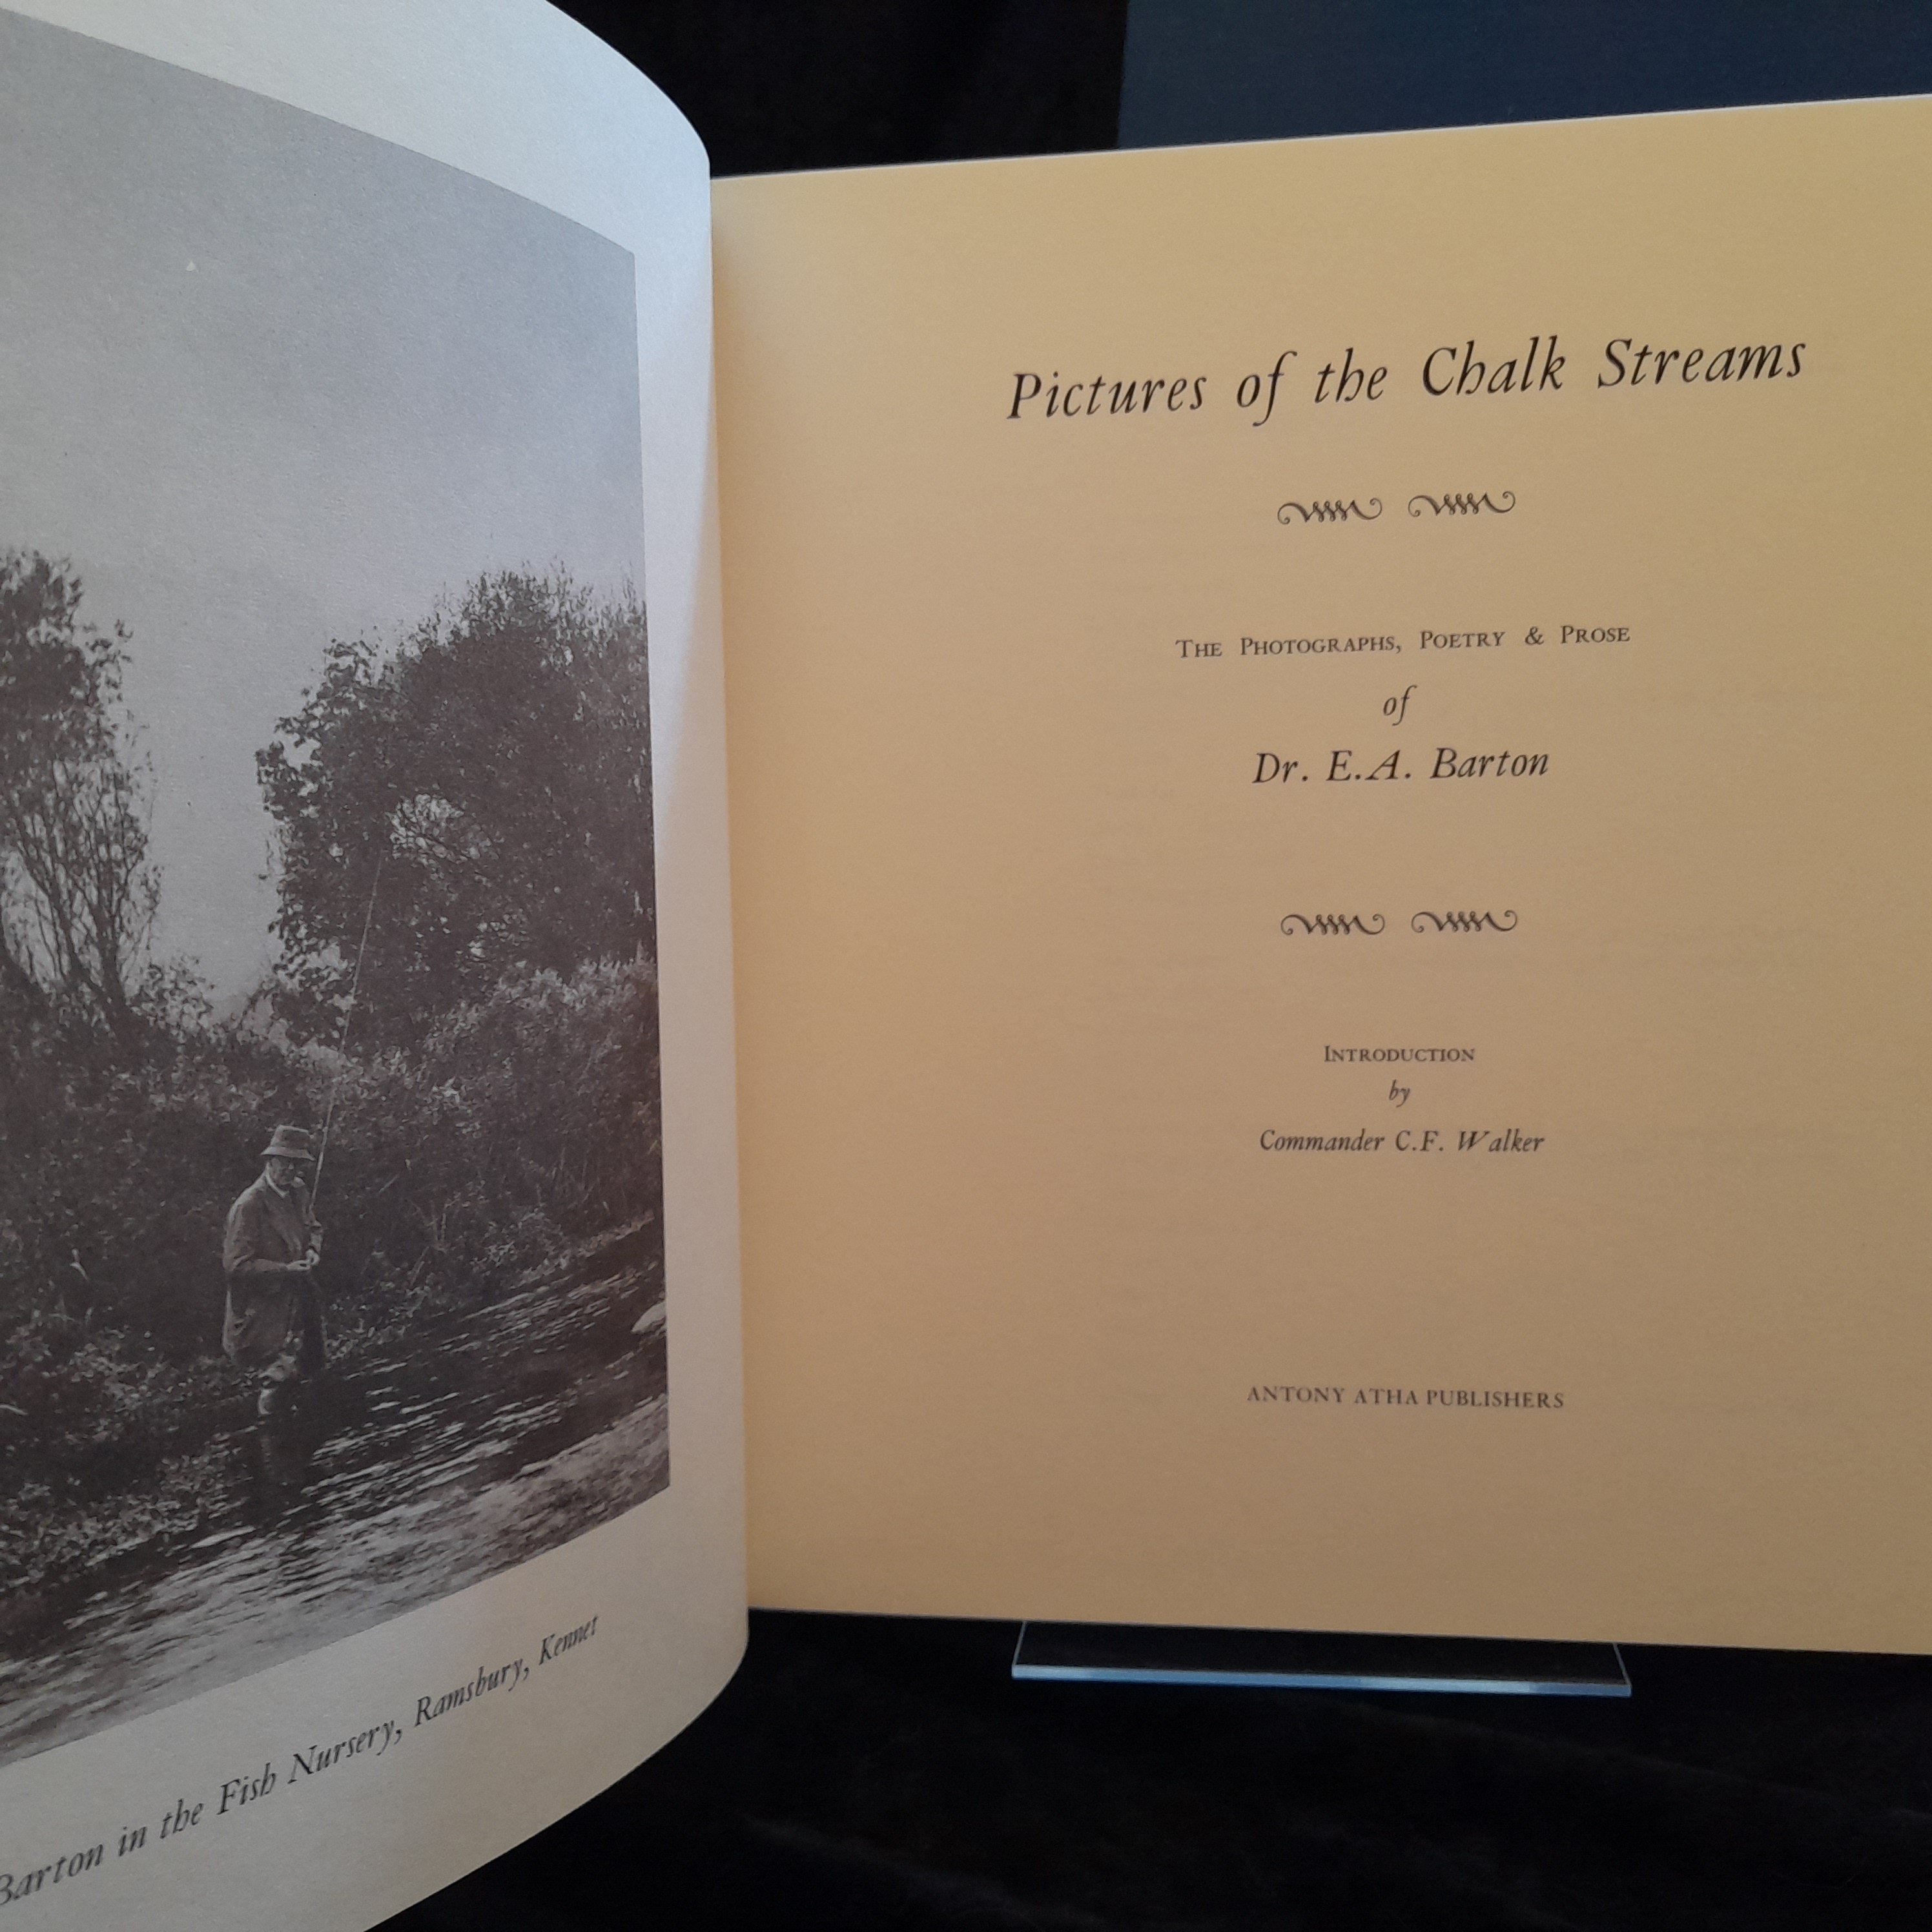 Barton in the Fish Nursery, Ramsbury, Kennet
Pictures of the Chalk Streams
The Photographs, Poetry & Prose
of
Dr. E.A. Barton
Introduction
by
Commander C.F. Walker
ANTONY ATHA PUBLISHERS